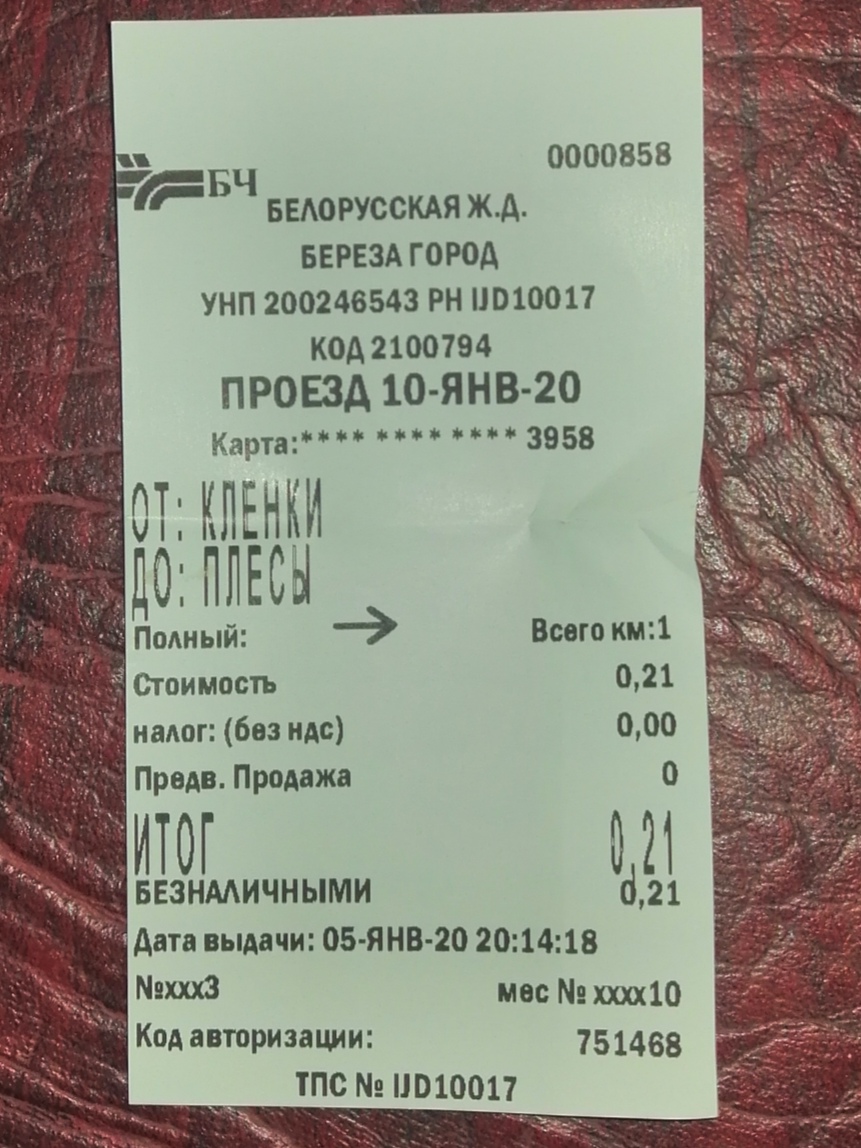 0000858
БЧ
БЕЛОРУССКАЯ Ж.Д.
БЕРЕЗА ГОРОД
УНП 200246543 РН IJD10017
КОД 2100794
ПРОЕЗД 10-ЯНВ-20
Карта:**** **** **** 3958
ОТ: КЛЕНКИ
ДО: ПЛЕСЫ
Полный: → Всего км:1
Стоимость 0,21
налог: (без ндс) 0,00
Предв. Продажа 0
ИТОГ 0,21
БЕЗНАЛИЧНЫМИ 0,21
Дата выдачи: 05-ЯНВ-20 20:14:18
№ххх3 мес № хххх10
Код авторизации: 751468
ТПС № IJD10017